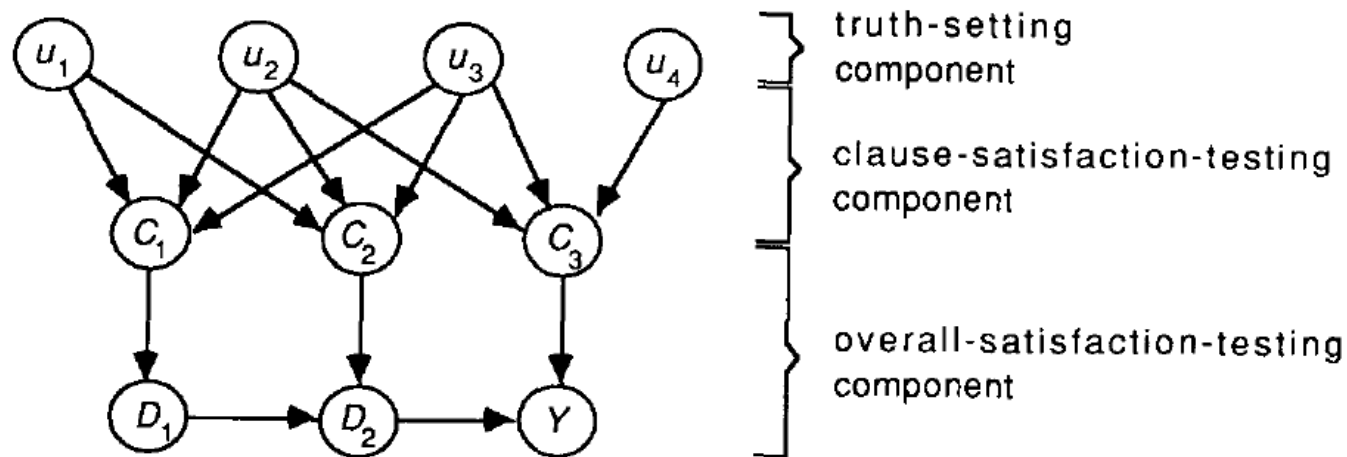 u1 u2 u3 u4
truth-setting
component
C1 C2 C3
clause-satisfaction-testing
component
D1 D2 Y
overall-satisfaction-testing
component